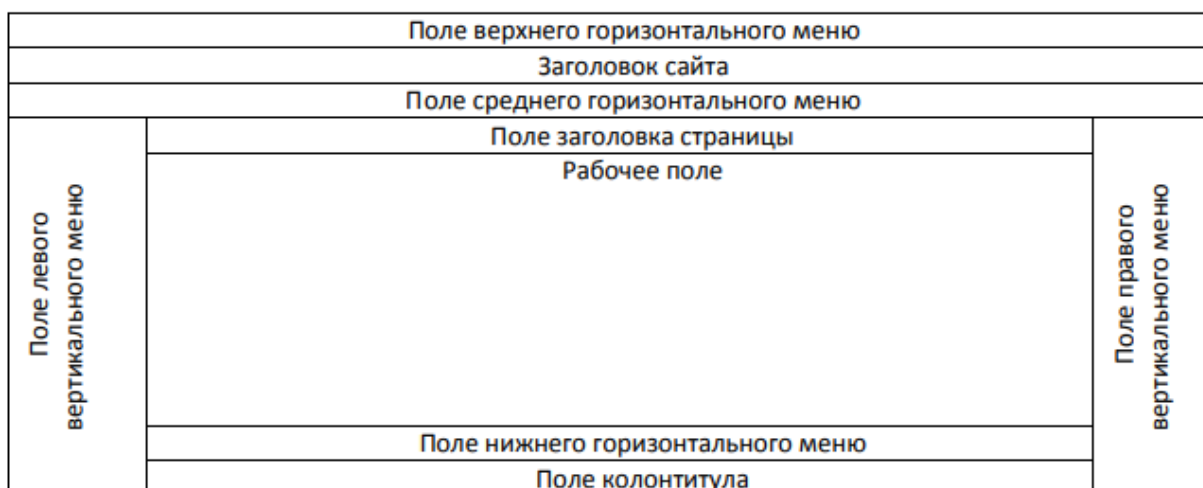 Поле верхнего горизонтального меню
Заголовок сайта
Поле среднего горизонтального меню
Поле левого
вертикального меню
Поле заголовка страницы
Рабочее поле
Поле нижнего горизонтального меню
Поле колонтитула
Поле правого
вертикального меню